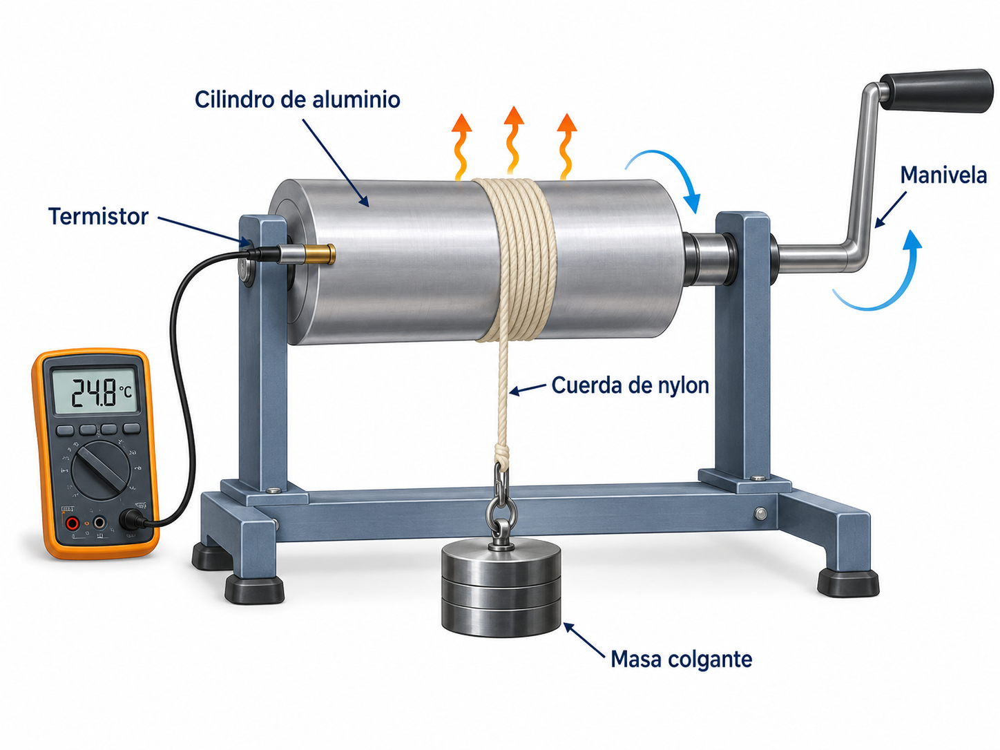 Cilindro de aluminio
Manivela
Termistor
24.8 °C
Cuerda de nylon
Masa colgante